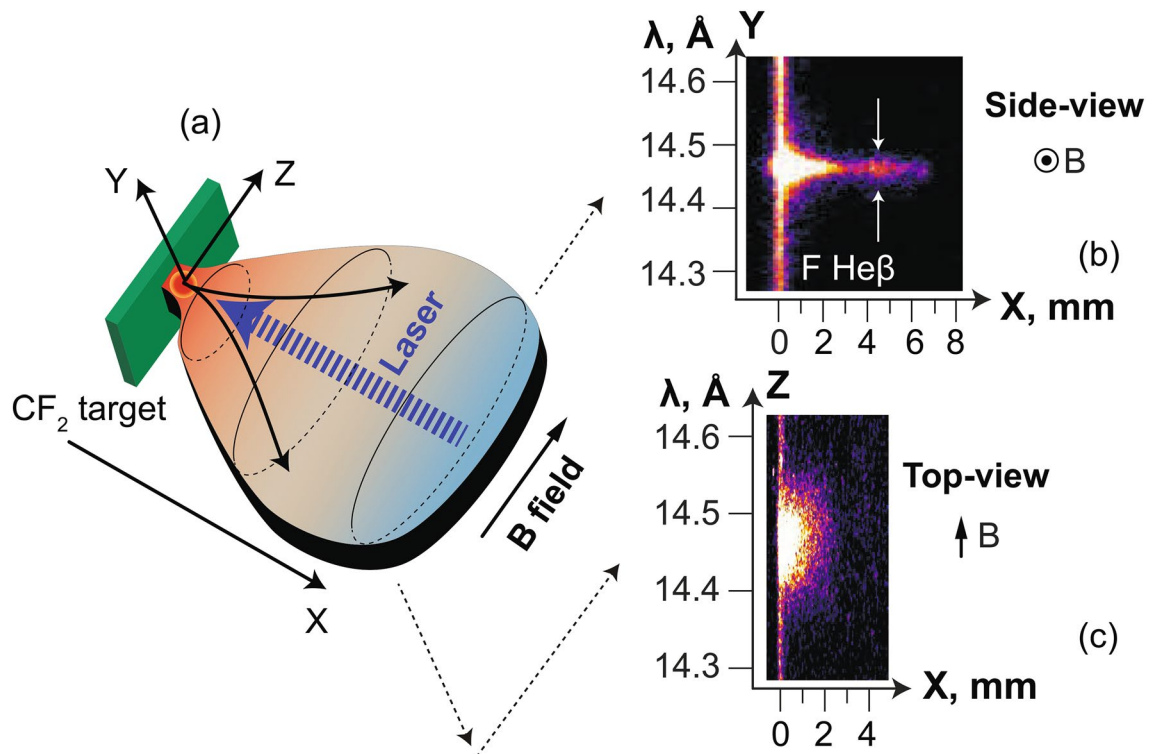 (a)
Y
Z
Laser
CF2 target
B field
X
λ, Å
Y
14.6
14.5
14.4
14.3
F Heβ
0 2 4 6 8
X, mm
Side-view
B
(b)
λ, Å
Z
14.6
14.5
14.4
14.3
0 2 4
X, mm
Top-view
B
(c)